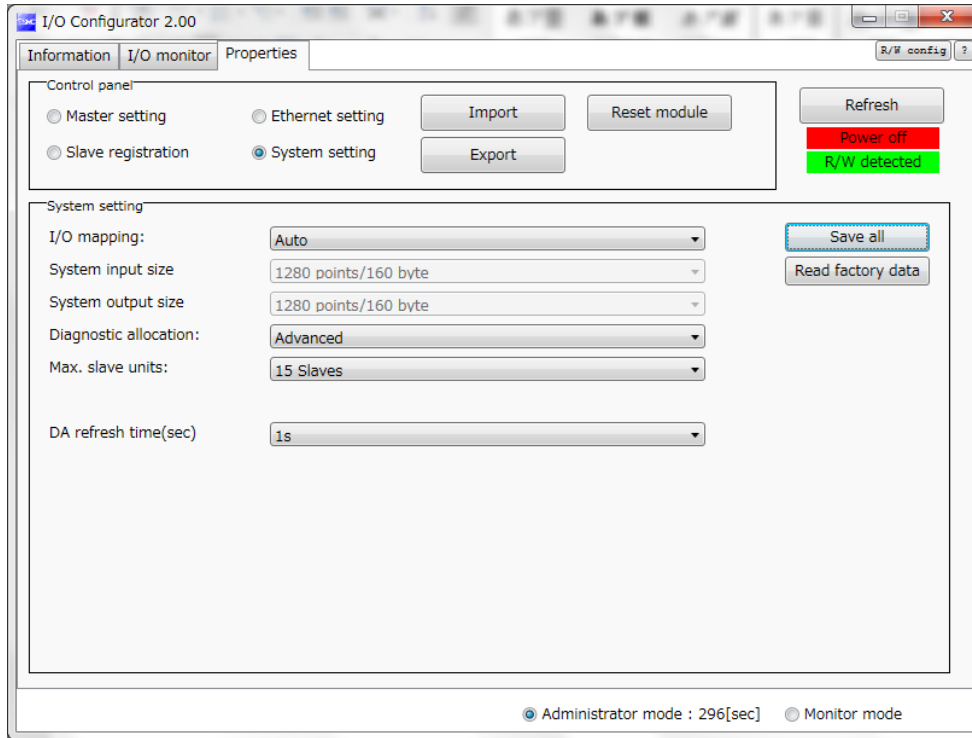 I/O Configurator 2.00
Information I/O monitor Properties R/W config ?
Control panel
Master setting Ethernet setting Import Reset module Refresh
Power off
Slave registration System setting Export R/W detected
System setting
I/O mapping: Auto Save all
System input size 1280 points/160 byte Read factory data
System output size 1280 points/160 byte
Diagnostic allocation: Advanced
Max. slave units: 15 Slaves
DA refresh time(sec) 1s
Administrator mode : 296[sec] Monitor mode